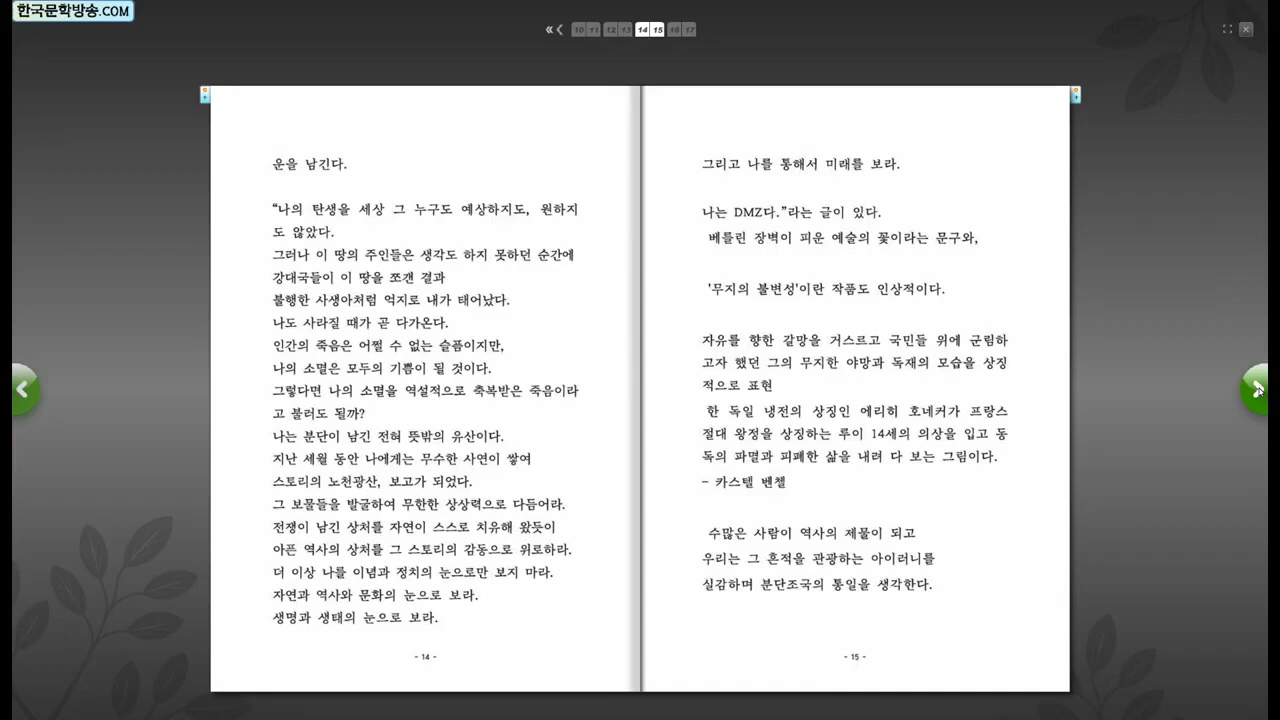 한국문학방송.COM
10 11 12 13 14 15 16 17
운을 남긴다.
“나의 탄생을 세상 그 누구도 예상하지도, 원하지
도 않았다.
그러나 이 땅의 주인들은 생각도 하지 못하던 순간에
강대국들이 이 땅을 쪼갠 결과
불행한 사생아처럼 억지로 내가 태어났다.
나도 사라질 때가 곧 다가온다.
인간의 죽음은 어쩔 수 없는 슬픔이지만,
나의 소멸은 모두의 기쁨이 될 것이다.
그렇다면 나의 소멸을 역설적으로 축복받은 죽음이라
고 불러도 될까?
나는 분단이 남긴 전혀 뜻밖의 유산이다.
지난 세월 동안 나에게는 무수한 사연이 쌓여
스토리의 노천광산, 보고가 되었다.
그 보물들을 발굴하여 무한한 상상력으로 다듬어라.
전쟁이 남긴 상처를 자연이 스스로 치유해 왔듯이
아픈 역사의 상처를 그 스토리의 감동으로 위로하라.
더 이상 나를 이념과 정치의 눈으로만 보지 마라.
자연과 역사와 문화의 눈으로 보라.
생명과 생태의 눈으로 보라.
- 14 -
그리고 나를 통해서 미래를 보라.
나는 DMZ다.”라는 글이 있다.
베를린 장벽이 피운 예술의 꽃이라는 문구와,
'무지의 불변성'이란 작품도 인상적이다.
자유를 향한 갈망을 거스르고 국민들 위에 군림하
고자 했던 그의 무지한 야망과 독재의 모습을 상징
적으로 표현
한 독일 냉전의 상징인 에리히 호네커가 프랑스
절대 왕정을 상징하는 루이 14세의 의상을 입고 동
독의 파멸과 피폐한 삶을 내려 다 보는 그림이다.
- 카스텔 벤첼
수많은 사람이 역사의 제물이 되고
우리는 그 흔적을 관광하는 아이러니를
실감하며 분단조국의 통일을 생각한다.
- 15 -